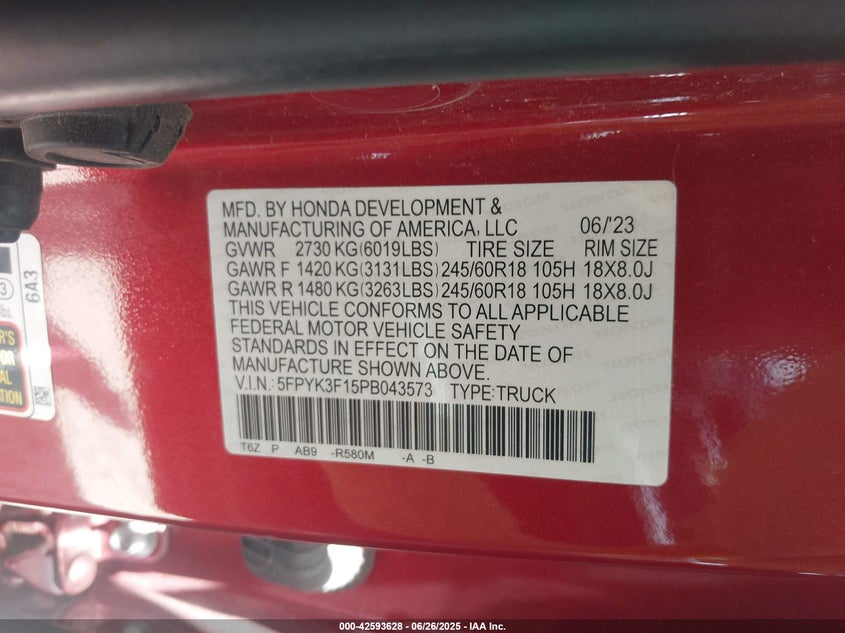 MFD. BY HONDA DEVELOPMENT &
MANUFACTURING OF AMERICA, LLC 06/'23
GVWR 2730 KG(6019LBS) TIRE SIZE RIM SIZE
GAWR F 1420 KG(3131LBS) 245/60R18 105H 18X8.0J
GAWR R 1480 KG(3263LBS) 245/60R18 105H 18X8.0J
THIS VEHICLE CONFORMS TO ALL APPLICABLE
FEDERAL MOTOR VEHICLE SAFETY
STANDARDS IN EFFECT ON THE DATE OF
MANUFACTURE SHOWN ABOVE.
V.I.N.: 5FPYK3F15PB043573 TYPE: TRUCK
T6Z P AB9 -R580M -A -B
6A3
3
lbs.
000-42593628 - 06/26/2025 - IAA Inc.